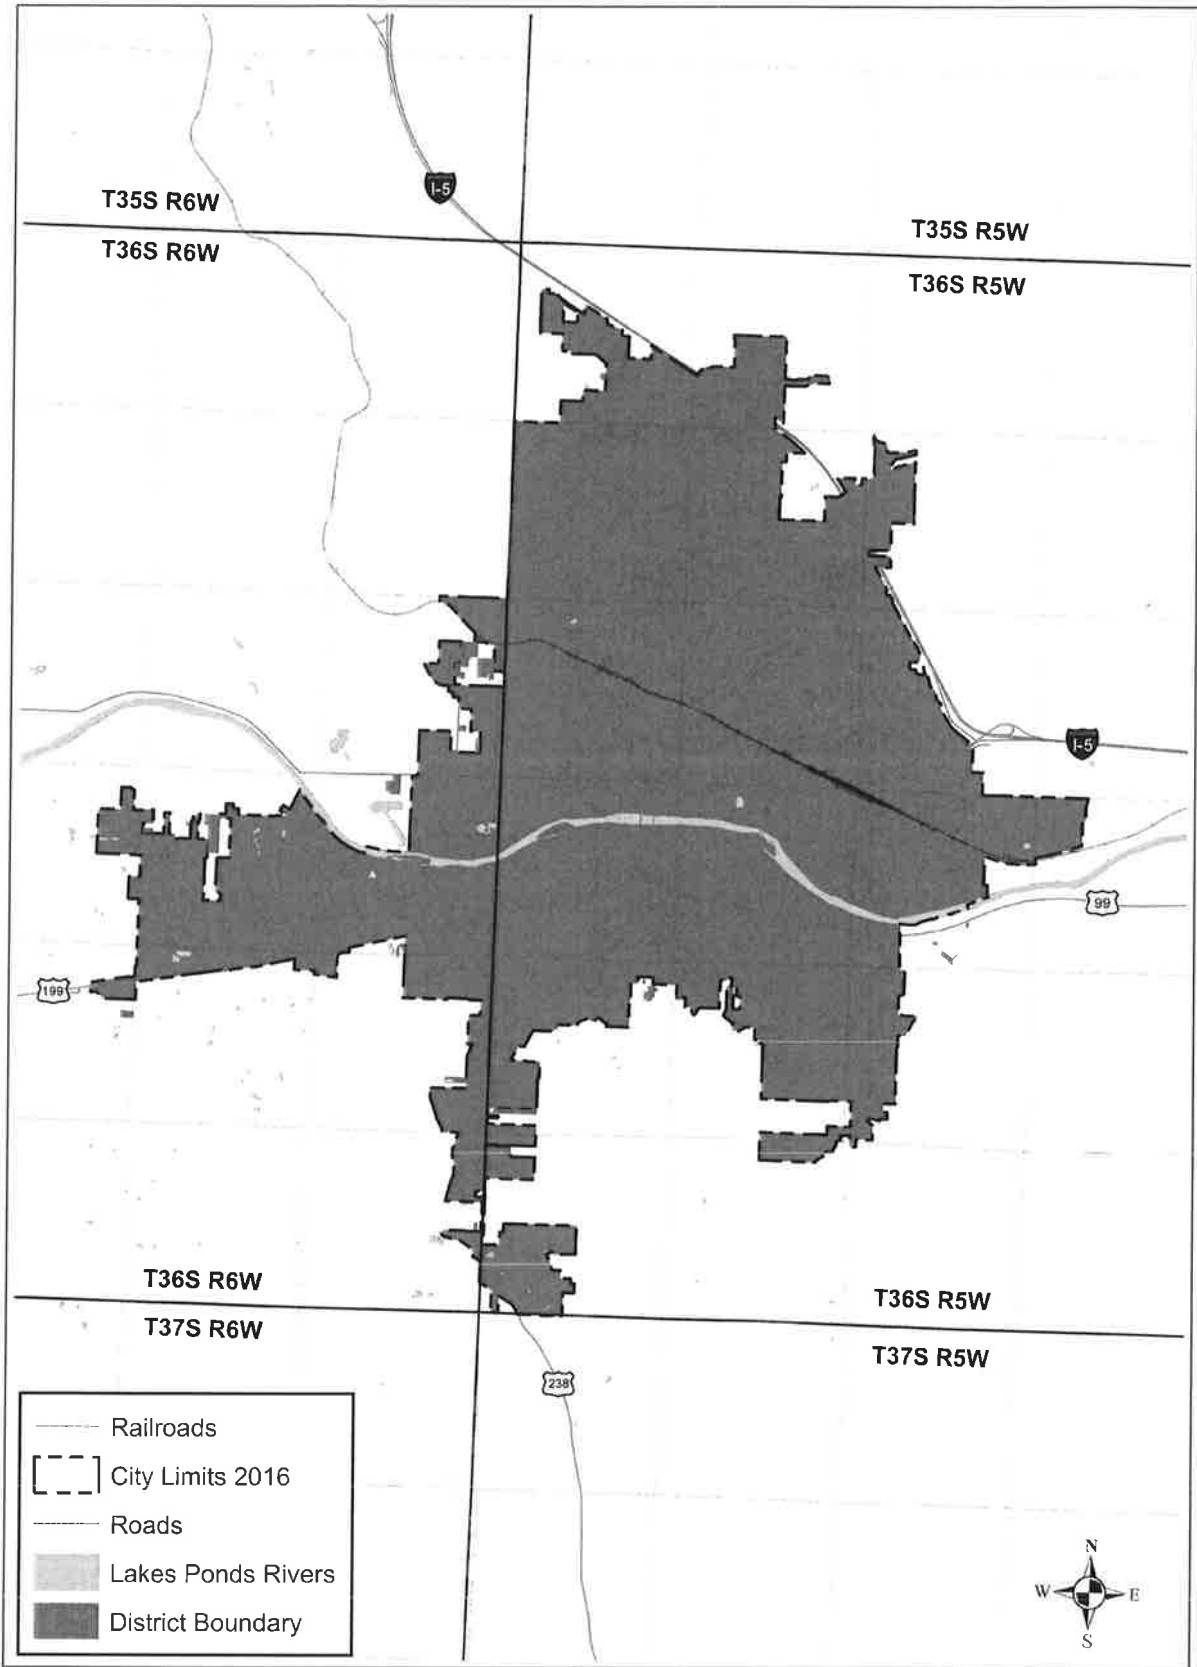 I-5
T35S R6W
T36S R6W
T35S R5W
T36S R5W
I-5
99
199
T36S R6W
T37S R6W
T36S R5W
T37S R5W
238
Railroads
City Limits 2016
Roads
Lakes Ponds Rivers
District Boundary
N
W E
S